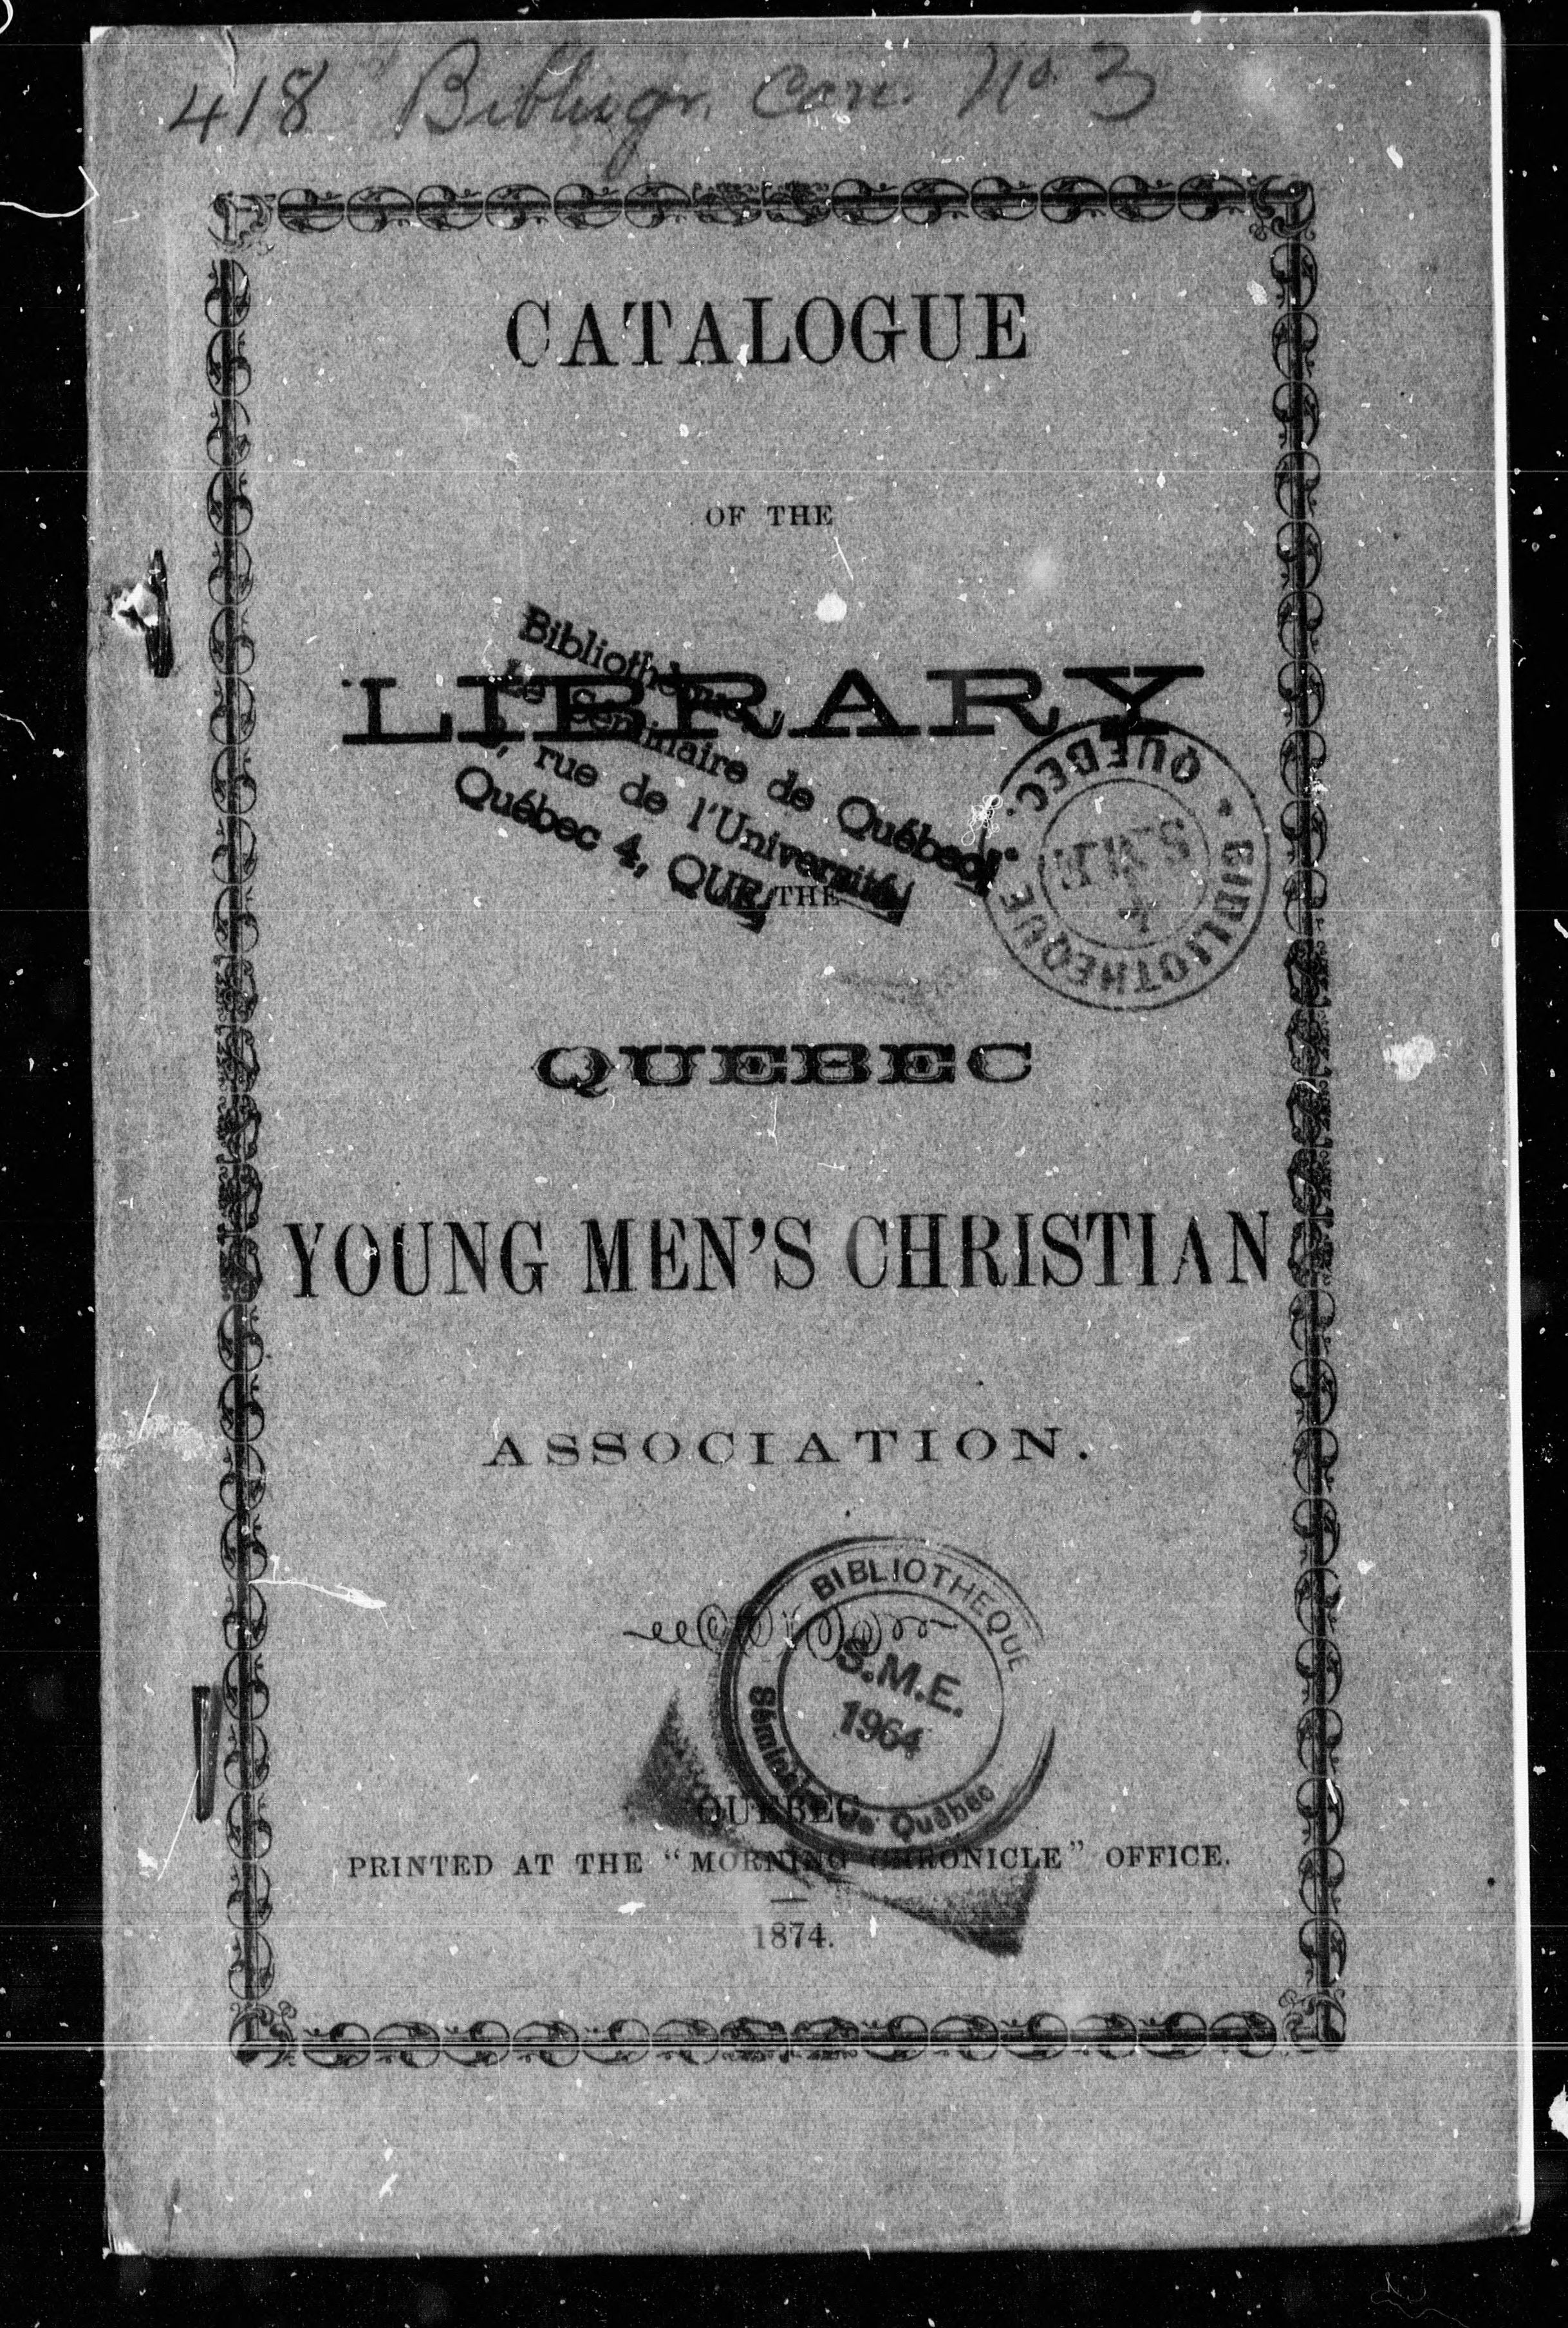 418 Bibliogr. can. No. 3
CATALOGUE
OF THE
LIBRARY
Bibliothèque,
Le Séminaire de Québec,
rue de l'Université,
Québec 4, QUE.
QUEBEC. * BIBLIOTHEQUE
THE
QUEBEC
YOUNG MEN'S CHRISTIAN
ASSOCIATION.
BIBLIOTHEQUE
S.M.E.
1964
Séminaire de Québec
QUEBEC
PRINTED AT THE "MORNING CHRONICLE" OFFICE.
1874.